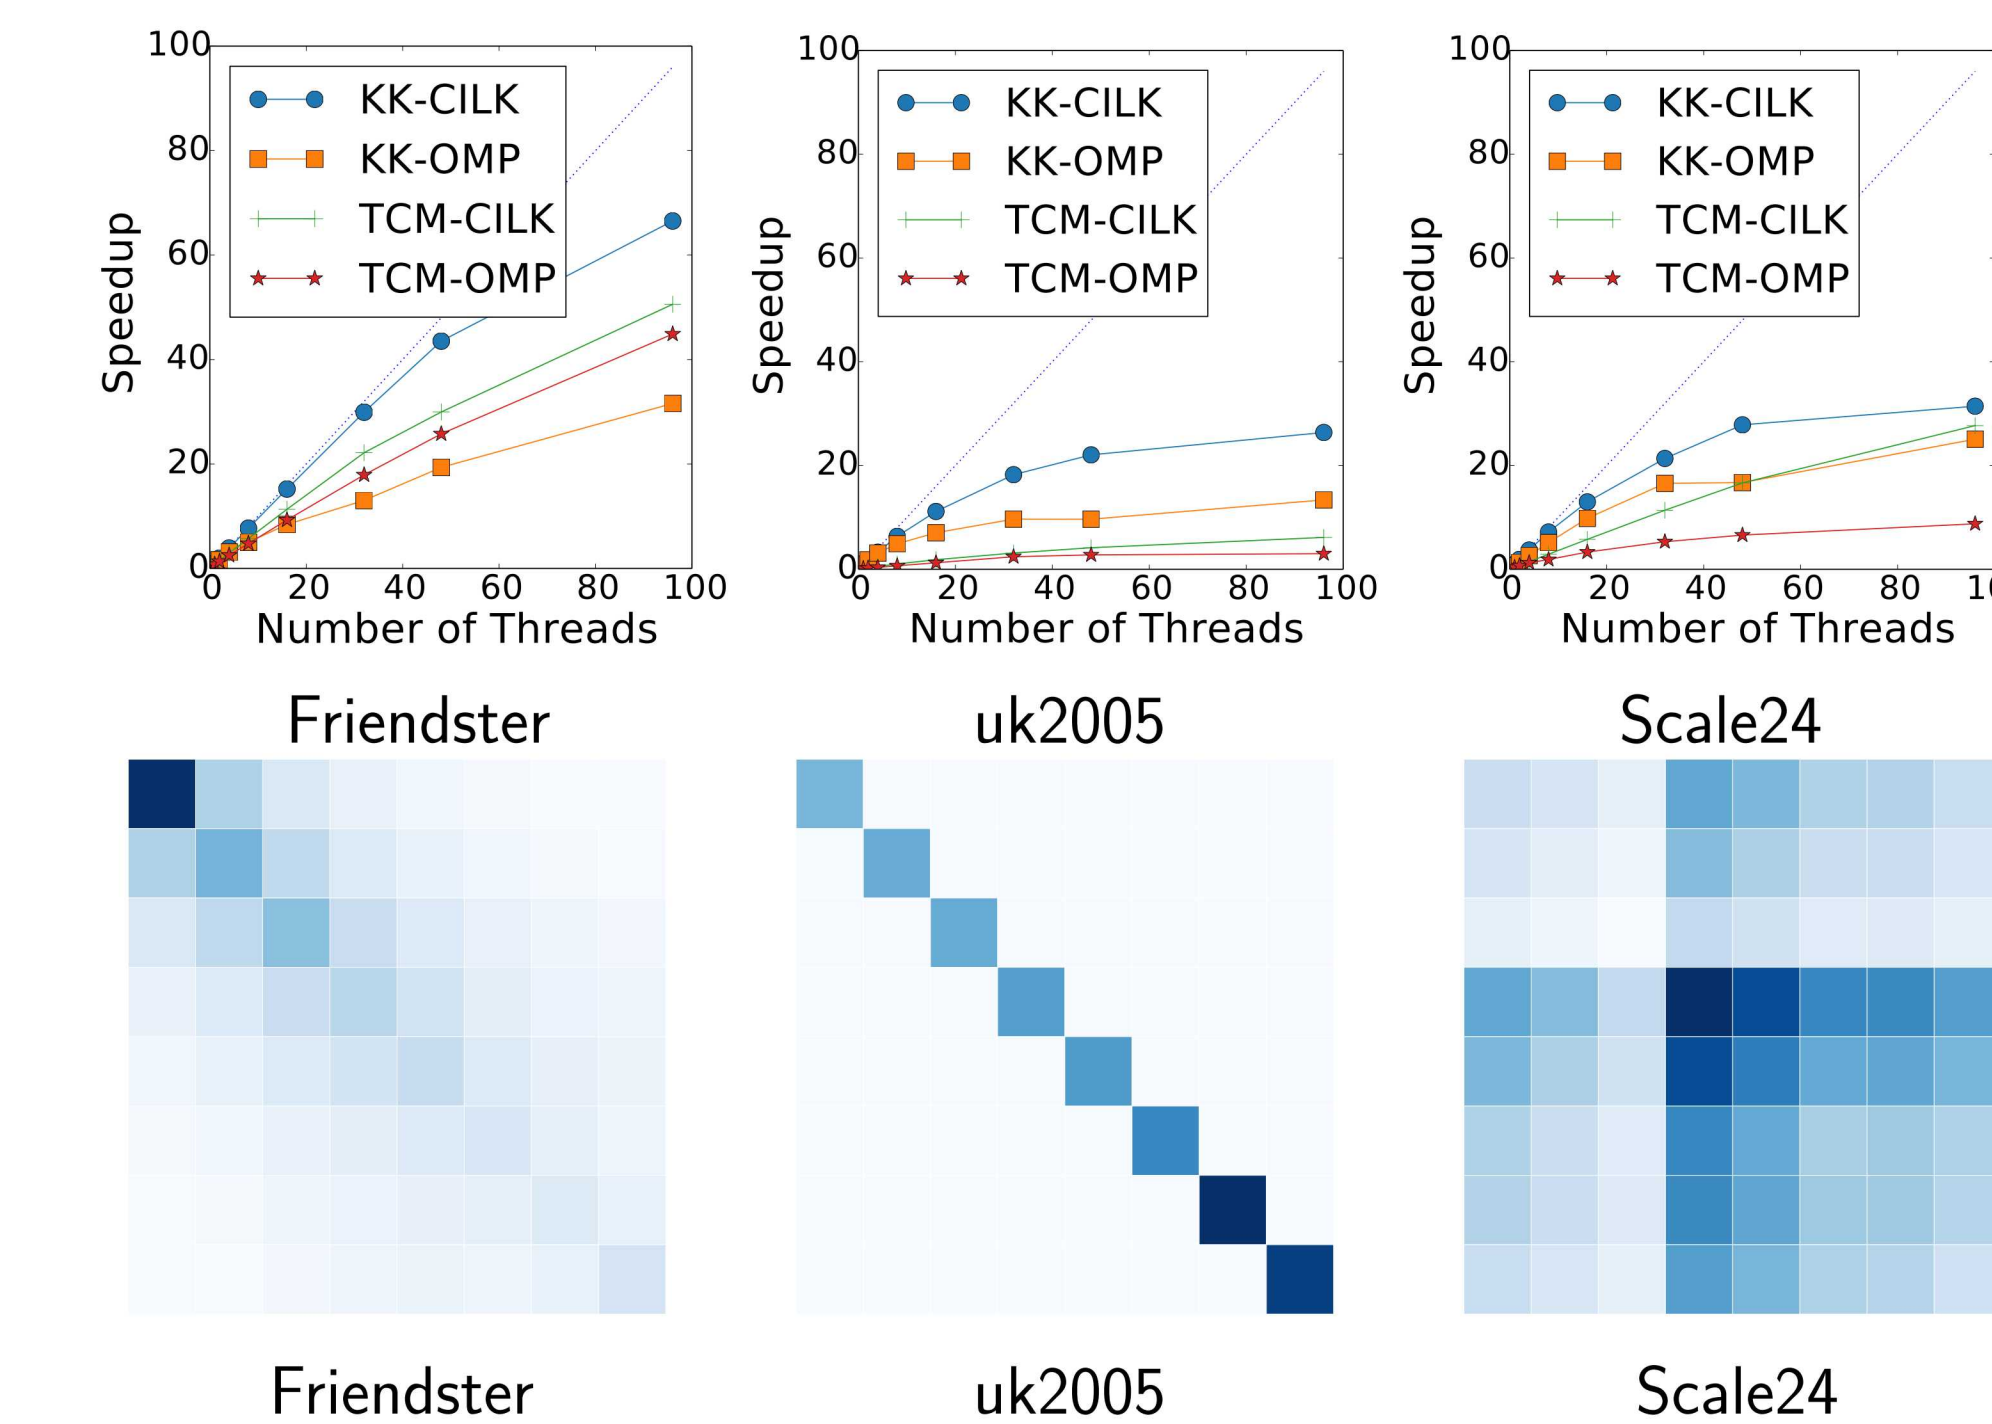 100
80
60
40
20
0
Speedup
KK-CILK
KK-OMP
TCM-CILK
TCM-OMP
0 20 40 60 80 100
Number of Threads
100
80
60
40
20
0
Speedup
KK-CILK
KK-OMP
TCM-CILK
TCM-OMP
0 20 40 60 80 100
Number of Threads
100
80
60
40
20
0
Speedup
KK-CILK
KK-OMP
TCM-CILK
TCM-OMP
0 20 40 60 80
Number of Threads
Friendster uk2005 Scale24
Friendster uk2005 Scale24